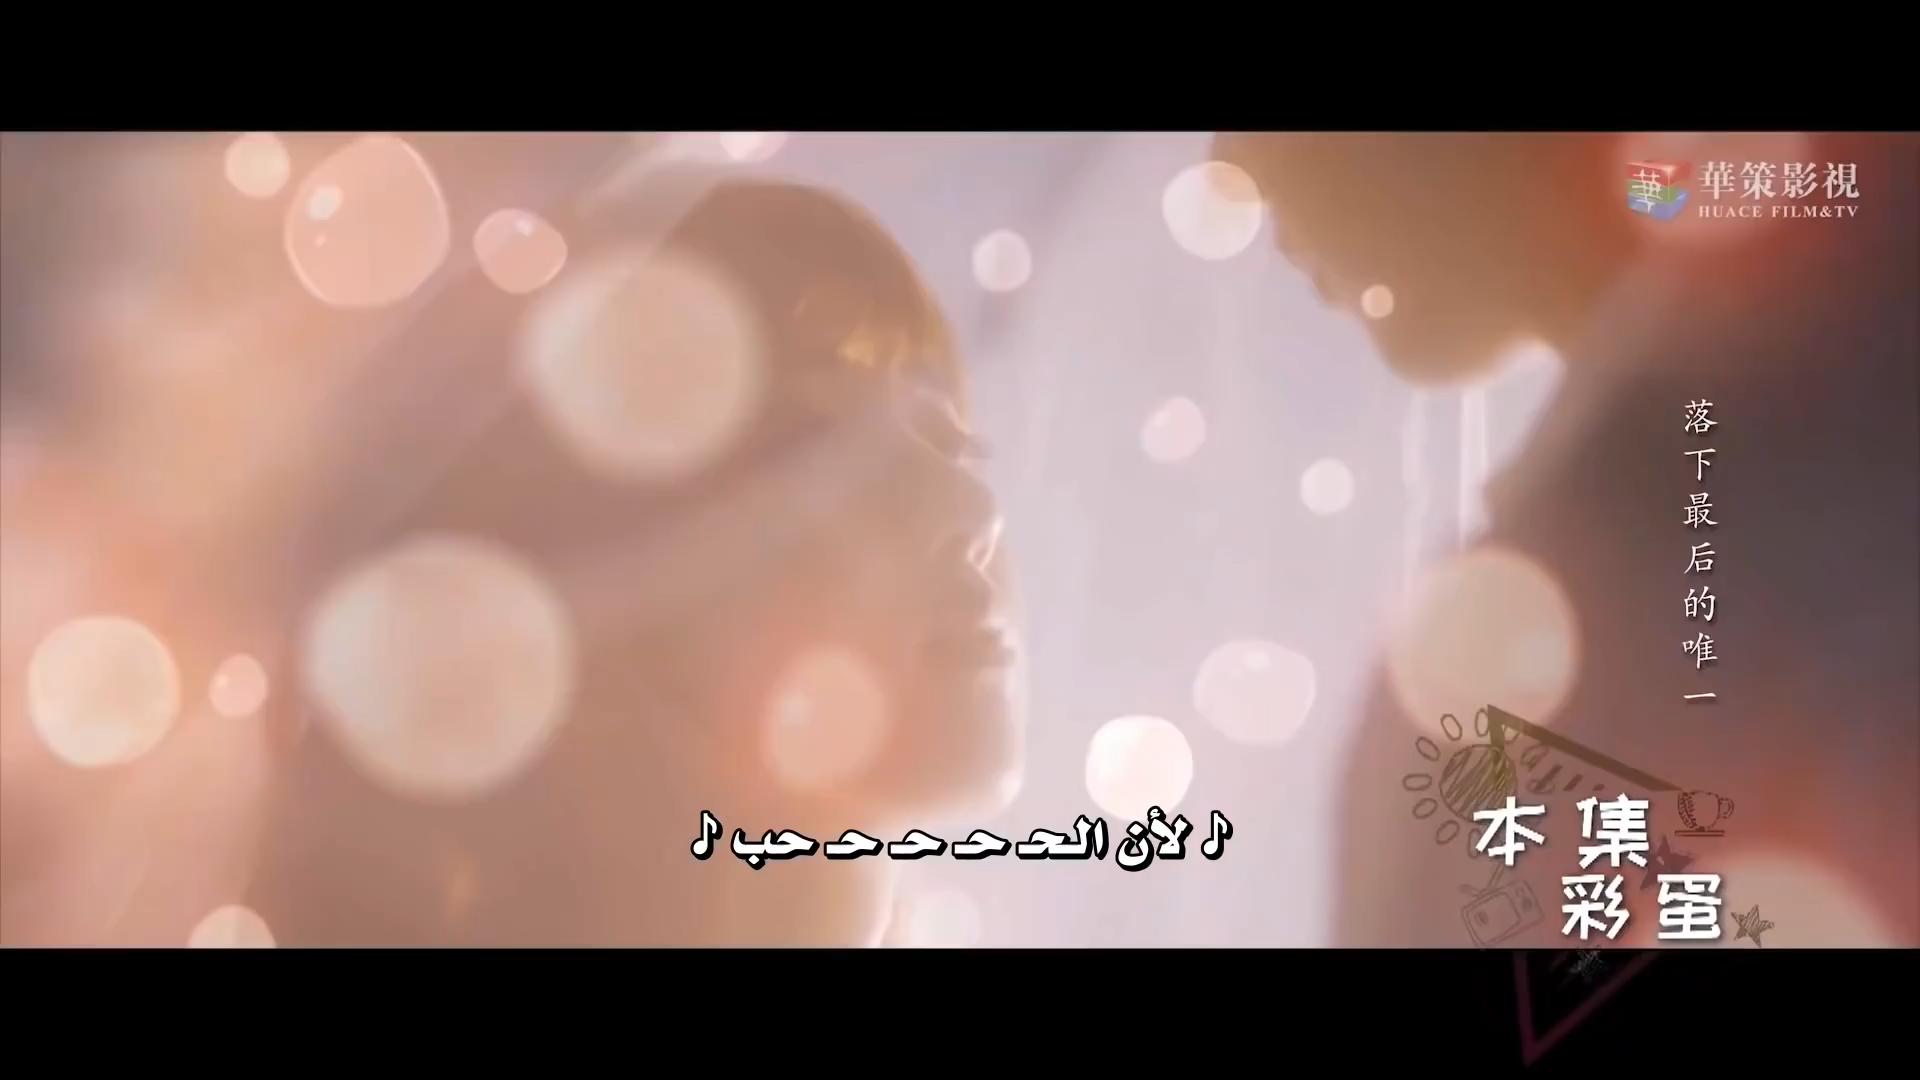 華策影視
HUACE FILM&TV
落下最后的唯一
♪ لأن الحـ حـ حـ حـ حب ♪
本集
彩蛋